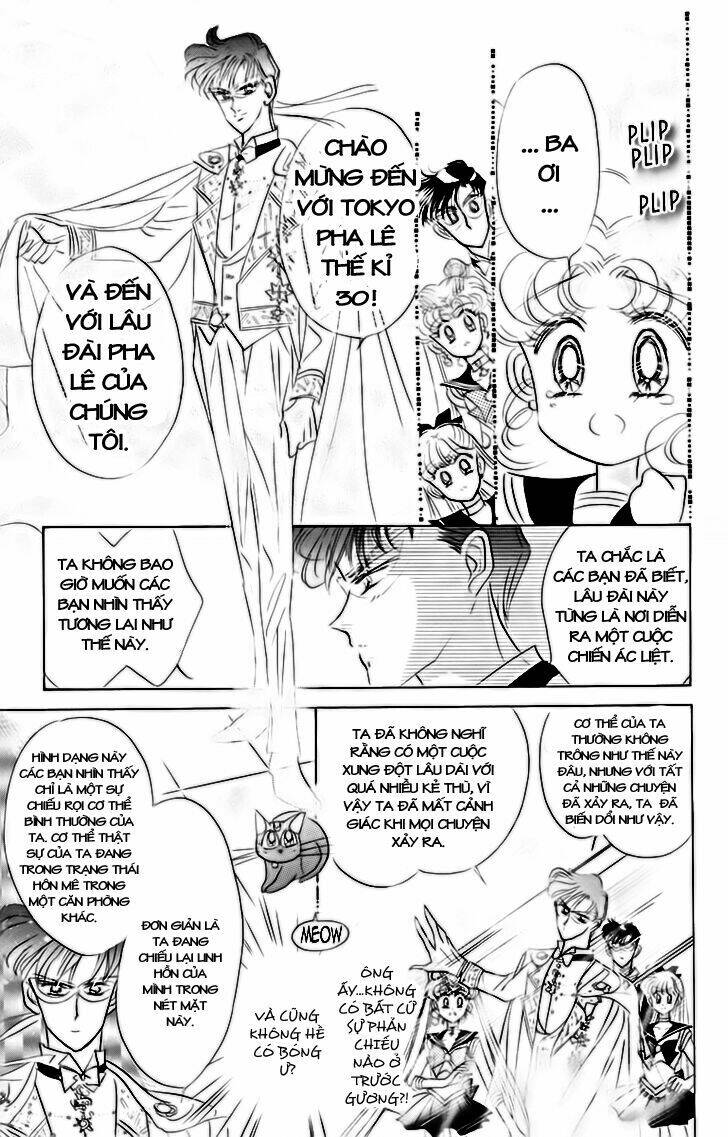 PLIP
PLIP
PLIP
... BA
ƠI
...
CHÀO
MỪNG ĐẾN
VỚI TOKYO
PHA LÊ
THẾ KỈ
30!
VÀ ĐẾN
VỚI LÂU
ĐÀI PHA
LÊ CỦA
CHÚNG
TÔI.
TA CHẮC LÀ
CÁC BẠN ĐÃ BIẾT,
LÂU ĐÀI NÀY
TỪNG LÀ NƠI DIỄN
RA MỘT CUỘC
CHIẾN ÁC LIỆT.
TA KHÔNG BAO
GIỜ MUỐN CÁC
BẠN NHÌN THẤY
TƯƠNG LAI NHƯ
THẾ NÀY.
CƠ THỂ CỦA TA
THƯỜNG KHÔNG
TRÔNG NHƯ THẾ NÀY
ĐÂU, NHƯNG VỚI TẤT
CẢ NHỮNG CHUYỆN
ĐÃ XẢY RA, TA ĐÃ
BIẾN DỔI NHƯ VẬY.
TA ĐÃ KHÔNG NGHĨ
RẰNG CÓ MỘT CUỘC
XUNG ĐỘT LÂU DÀI VỚI
QUÁ NHIỀU KẺ THÙ, VÌ
VẬY TA ĐÃ MẤT CẢNH
GIÁC KHI MỌI CHUYỆN
XẢY RA.
HÌNH DẠNG NÀY
CÁC BẠN NHÌN THẤY
CHỈ LÀ MỘT SỰ
CHIẾU RỌI CƠ THỂ
BÌNH THƯỜNG CỦA
TA. CƠ THỂ THẬT
SỰ CỦA TA ĐANG
TRONG TRẠNG THÁI
HÔN MÊ TRONG
MỘT CĂN PHÒNG
KHÁC.
MEOW
ĐƠN GIẢN LÀ
TA ĐANG
CHIẾU LẠI LINH
HỒN CỦA
MÌNH TRONG
NÉT MẶT
NÀY.
ÔNG
ẤY...KHÔNG
CÓ BẤT CỨ
SỰ PHẢN
CHIẾU
NÀO Ở
TRƯỚC
GƯƠNG?!
VÀ CŨNG
KHÔNG HỀ
CÓ BÓNG
Ư?